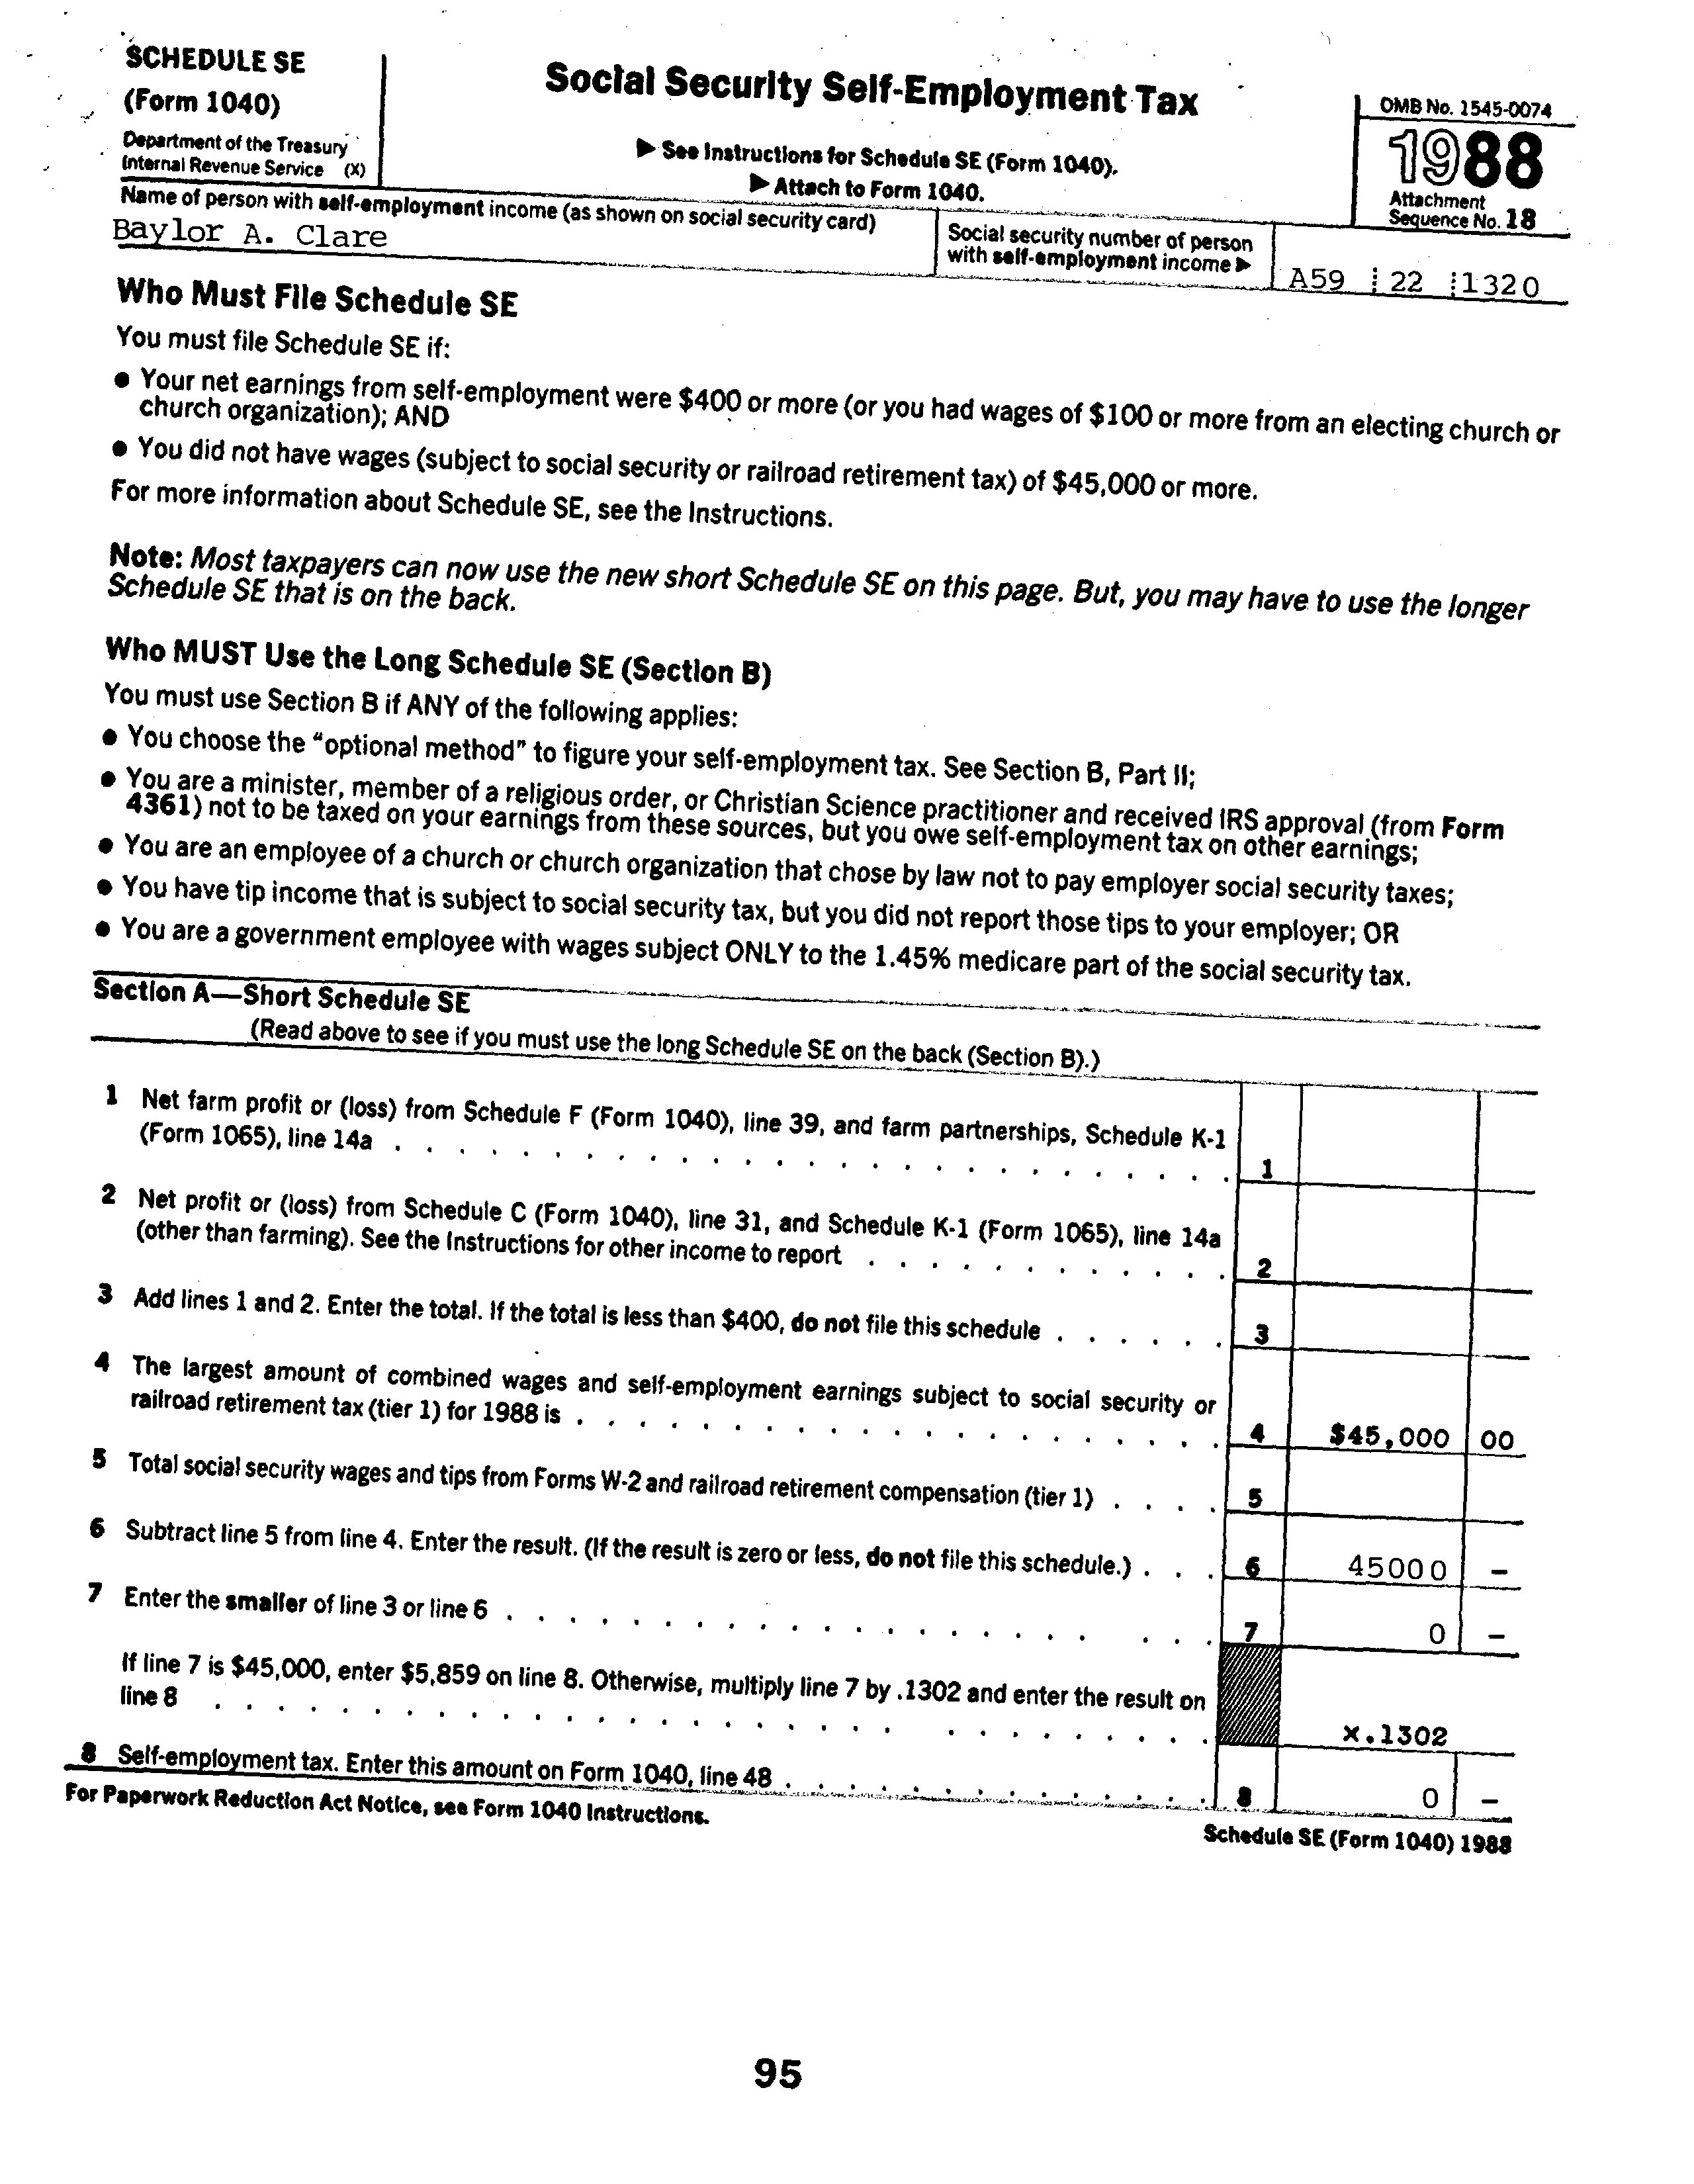 SCHEDULE SE
(Form 1040)
Department of the Treasury
Internal Revenue Service (X)
Social Security Self-Employment Tax
▶ See Instructions for Schedule SE (Form 1040).
▶ Attach to Form 1040.
OMB No. 1545-0074
1988
Attachment
Sequence No. 18
Name of person with self-employment income (as shown on social security card)
Baylor A. Clare
Social security number of person
with self-employment income ▶
A59 22 1320
Who Must File Schedule SE
You must file Schedule SE if:
● Your net earnings from self-employment were $400 or more (or you had wages of $100 or more from an electing church or
church organization); AND
● You did not have wages (subject to social security or railroad retirement tax) of $45,000 or more.
For more information about Schedule SE, see the Instructions.
Note: Most taxpayers can now use the new short Schedule SE on this page. But, you may have to use the longer
Schedule SE that is on the back.
Who MUST Use the Long Schedule SE (Section B)
You must use Section B if ANY of the following applies:
● You choose the “optional method” to figure your self-employment tax. See Section B, Part II;
● You are a minister, member of a religious order, or Christian Science practitioner and received IRS approval (from Form
4361) not to be taxed on your earnings from these sources, but you owe self-employment tax on other earnings;
● You are an employee of a church or church organization that chose by law not to pay employer social security taxes;
● You have tip income that is subject to social security tax, but you did not report those tips to your employer; OR
● You are a government employee with wages subject ONLY to the 1.45% medicare part of the social security tax.
Section A—Short Schedule SE
(Read above to see if you must use the long Schedule SE on the back (Section B).)
1 Net farm profit or (loss) from Schedule F (Form 1040), line 39, and farm partnerships, Schedule K-1
(Form 1065), line 14a . . . . . . . . . . . . . . . . . . . . . . . . . . . 1
2 Net profit or (loss) from Schedule C (Form 1040), line 31, and Schedule K-1 (Form 1065), line 14a
(other than farming). See the Instructions for other income to report . . . . . . . . . . . . 2
3 Add lines 1 and 2. Enter the total. If the total is less than $400, do not file this schedule . . . . . . 3
4 The largest amount of combined wages and self-employment earnings subject to social security or
railroad retirement tax (tier 1) for 1988 is . . . . . . . . . . . . . . . . . . . . . 4 $45,000 00
5 Total social security wages and tips from Forms W-2 and railroad retirement compensation (tier 1) . . . . 5
6 Subtract line 5 from line 4. Enter the result. (If the result is zero or less, do not file this schedule.) . . . 6 45000 –
7 Enter the smaller of line 3 or line 6 . . . . . . . . . . . . . . . . . . . . . . 7 0 –
If line 7 is $45,000, enter $5,859 on line 8. Otherwise, multiply line 7 by .1302 and enter the result on
line 8 . . . . . . . . . . . . . . . . . . . . . . . . . . . . . . . x.1302
8 Self-employment tax. Enter this amount on Form 1040, line 48 . . . . . . . . . . . . . . 8 0 –
For Paperwork Reduction Act Notice, see Form 1040 Instructions.
Schedule SE (Form 1040) 1988
95